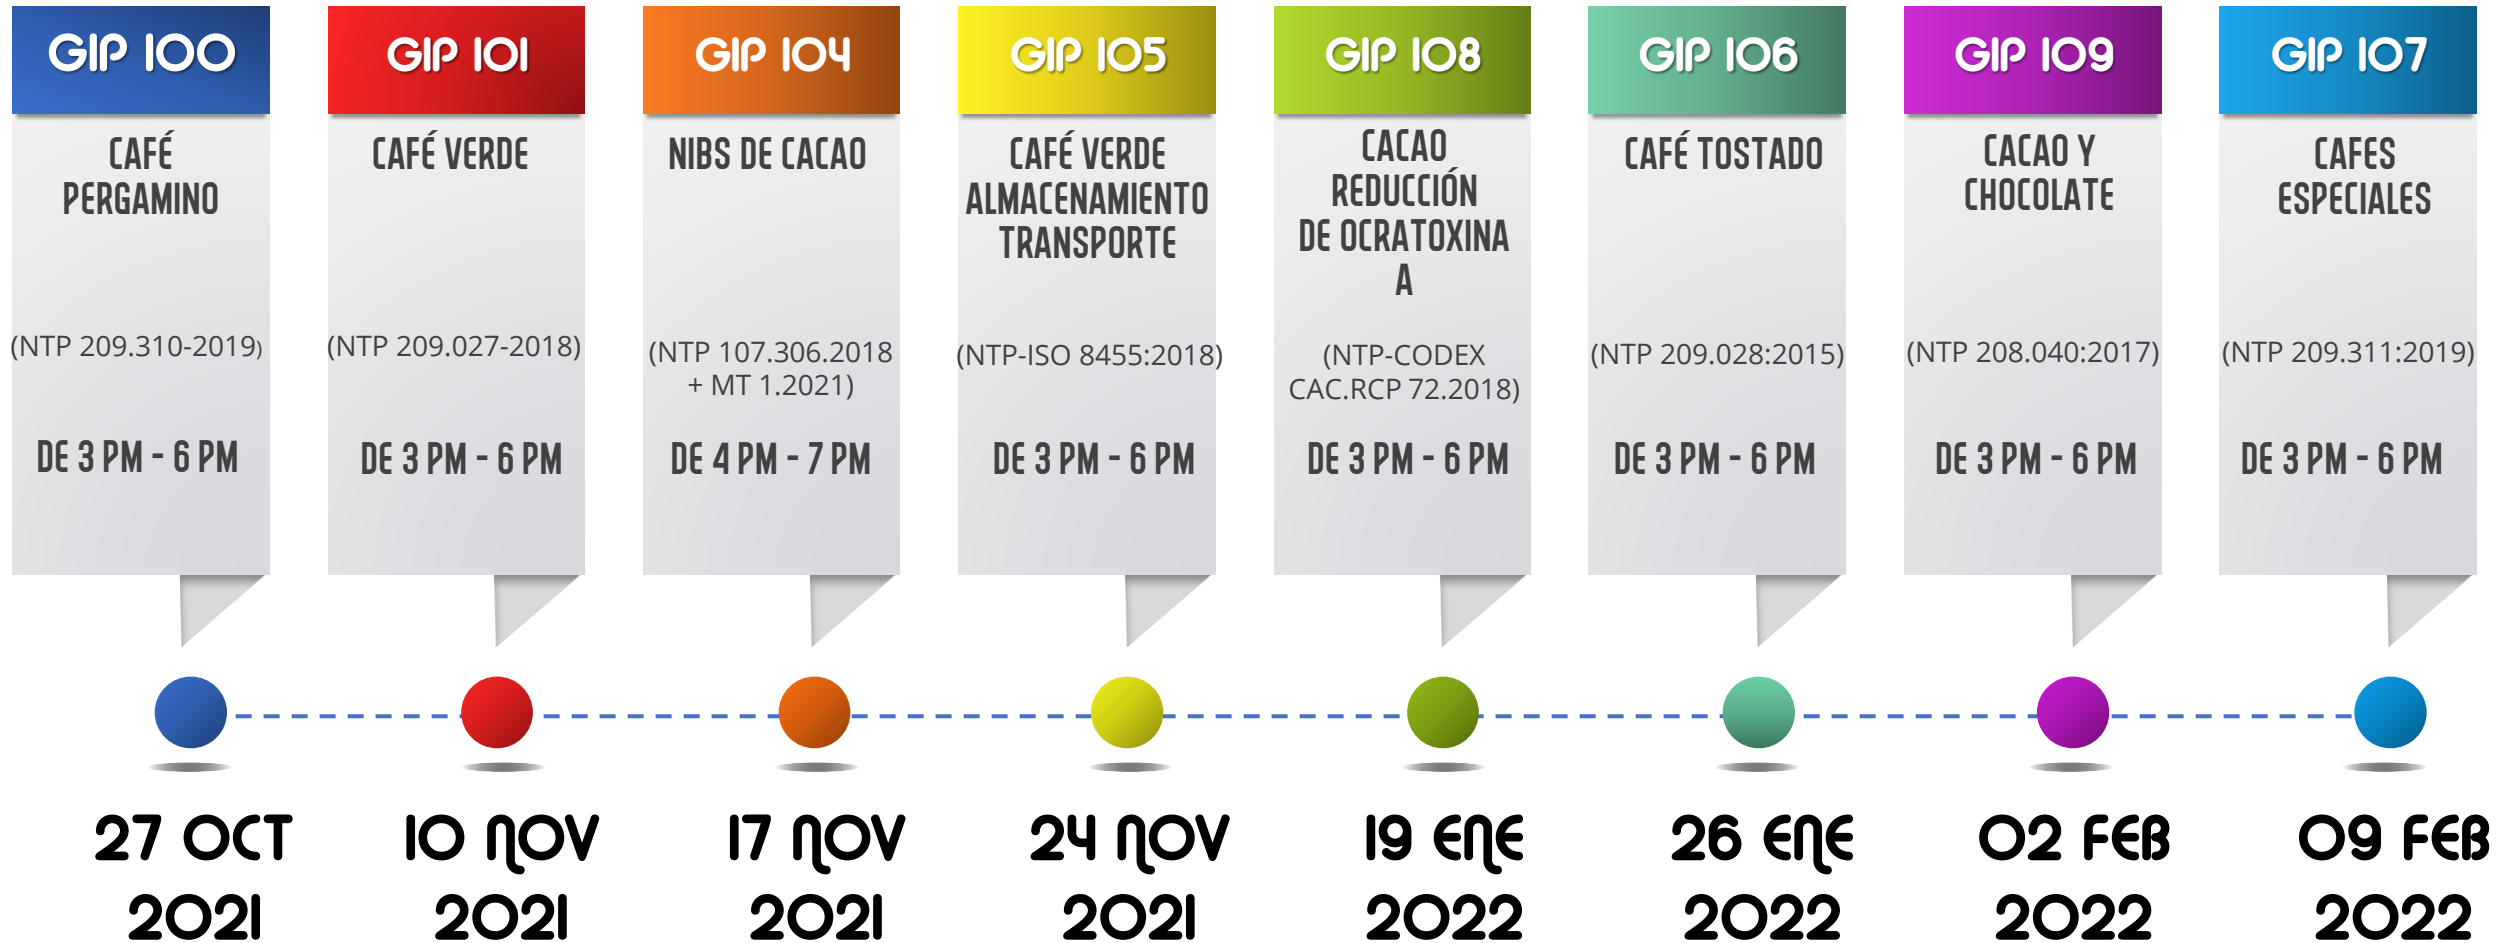 GIP 100
CAFÉ
PERGAMINO
(NTP 209.310-2019)
DE 3 PM - 6 PM
27 OCT
2021
GIP 101
CAFÉ VERDE
(NTP 209.027-2018)
DE 3 PM - 6 PM
10 NOV
2021
GIP 104
NIBS DE CACAO
(NTP 107.306.2018
+ MT 1.2021)
DE 4 PM - 7 PM
17 NOV
2021
GIP 105
CAFÉ VERDE
ALMACENAMIENTO
TRANSPORTE
(NTP-ISO 8455:2018)
DE 3 PM - 6 PM
24 NOV
2021
GIP 108
CACAO
REDUCCIÓN
DE OCRATOXINA
A
(NTP-CODEX
CAC.RCP 72.2018)
DE 3 PM - 6 PM
19 ENE
2022
GIP 106
CAFÉ TOSTADO
(NTP 209.028:2015)
DE 3 PM - 6 PM
26 ENE
2022
GIP 109
CACAO Y
CHOCOLATE
(NTP 208.040:2017)
DE 3 PM - 6 PM
02 FEB
2022
GIP 107
CAFES
ESPECIALES
(NTP 209.311:2019)
DE 3 PM - 6 PM
09 FEB
2022